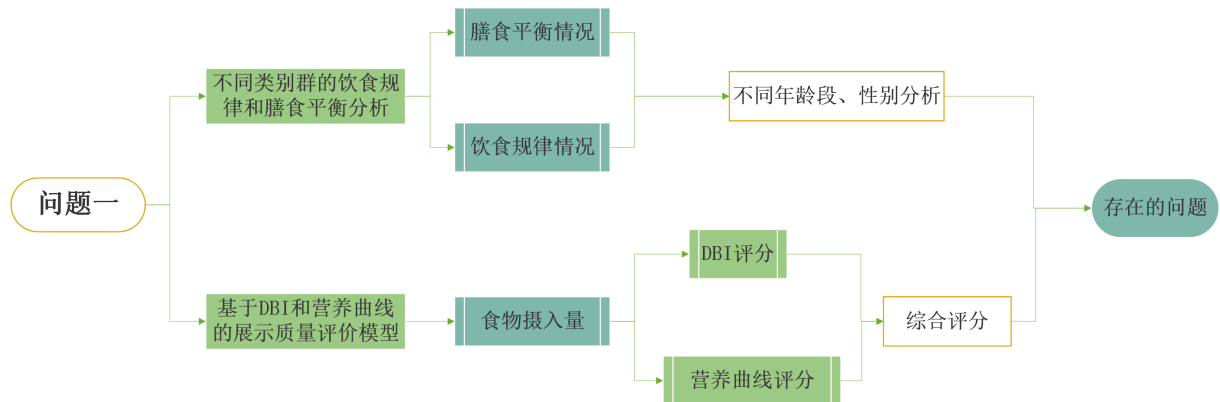 问题一
不同类别群的饮食规
律和膳食平衡分析
膳食平衡情况
饮食规律情况
不同年龄段、性别分析
基于DBI和营养曲线
的展示质量评价模型
食物摄入量
DBI评分
营养曲线评分
综合评分
存在的问题